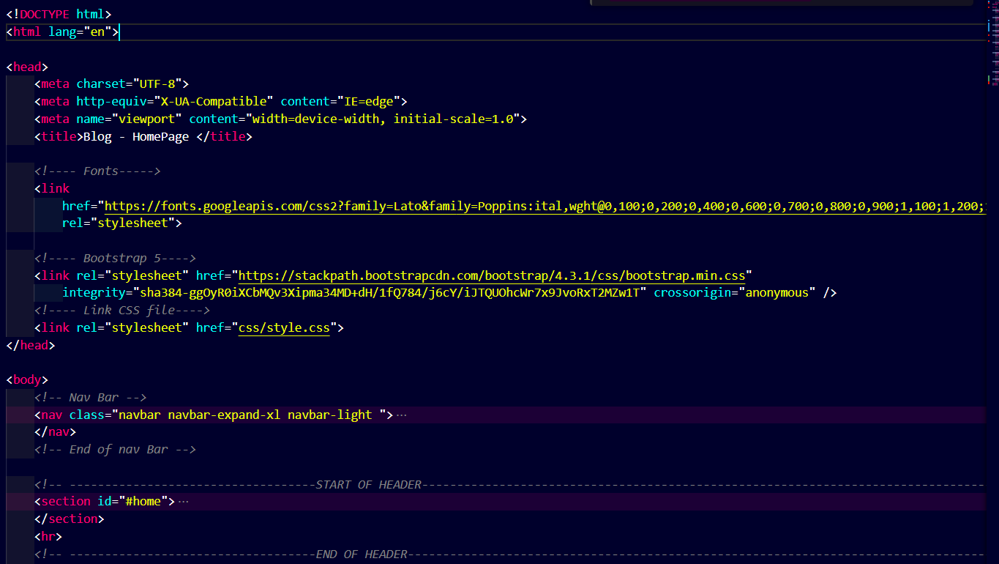 <!DOCTYPE html>
<html lang="en">
<head>
<meta charset="UTF-8">
<meta http-equiv="X-UA-Compatible" content="IE=edge">
<meta name="viewport" content="width=device-width, initial-scale=1.0">
<title>Blog - HomePage </title>
<!---- Fonts----->
<link
href="https://fonts.googleapis.com/css2?family=Lato&family=Poppins:ital,wght@0,100;0,200;0,400;0,600;0,700;0,800;0,900;1,100;1,200;
rel="stylesheet">
<!---- Bootstrap 5---->
<link rel="stylesheet" href="https://stackpath.bootstrapcdn.com/bootstrap/4.3.1/css/bootstrap.min.css"
integrity="sha384-ggOyR0iXCbMQv3Xipma34MD+dH/1fQ784/j6cY/iJTQUOhcWr7x9JvoRxT2MZw1T" crossorigin="anonymous" />
<!---- Link CSS file---->
<link rel="stylesheet" href="css/style.css">
</head>
<body>
<!-- Nav Bar -->
<nav class="navbar navbar-expand-xl navbar-light ">···
</nav>
<!-- End of nav Bar -->
<!-- -----------------------------------START OF HEADER--------------------------------------------------------------------------------
<section id="#home">···
</section>
<hr>
<!-- -----------------------------------END OF HEADER----------------------------------------------------------------------------------